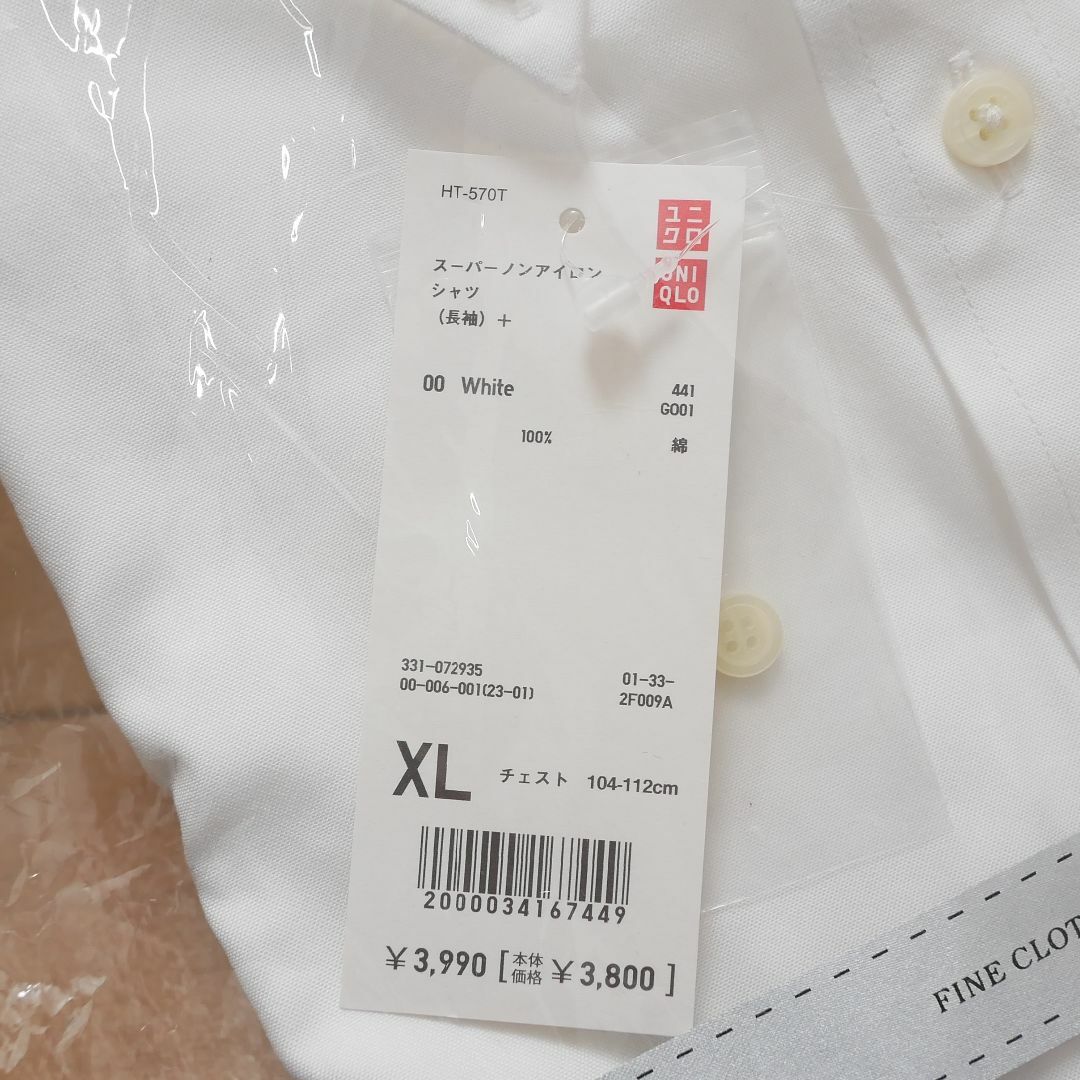 HT-570T
ユニ
クロ
UNI
QLO
スーパーノンアイロン
シャツ
(長袖) +
00 White
441
G001
100% 綿
331-072935
00-006-001(23-01)
01-33-
2F009A
XL チェスト 104-112cm
2000034167449
¥3,990 [本体価格 ¥3,800]
FINE CLOT